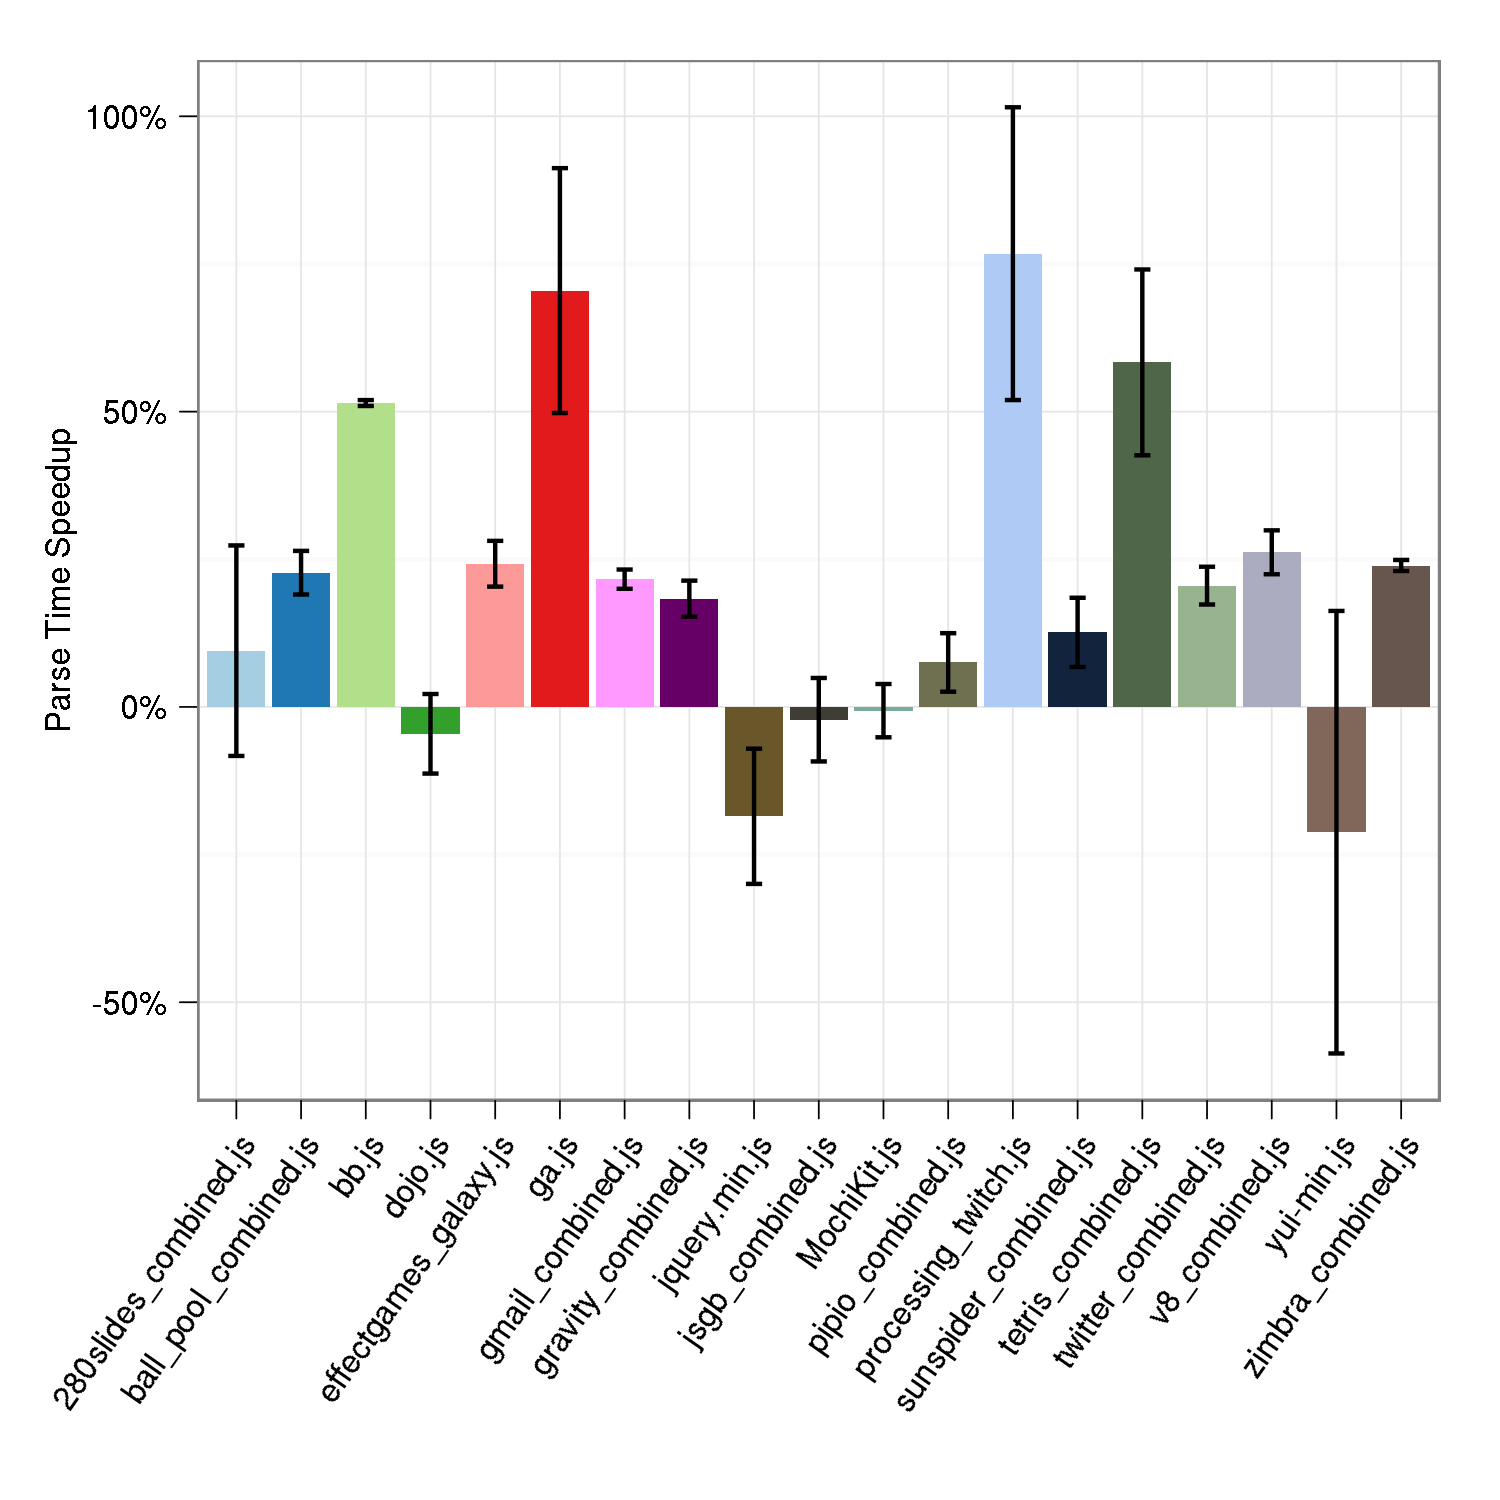 Parse Time Speedup
100%
50%
0%
-50%
280slides_combined.js
ball_pool_combined.js
bb.js
dojo.js
effectgames_galaxy.js
ga.js
gmail_combined.js
gravity_combined.js
jquery.min.js
jsgb_combined.js
MochiKit.js
pipio_combined.js
processing_twitch.js
sunspider_combined.js
tetris_combined.js
twitter_combined.js
v8_combined.js
yui-min.js
zimbra_combined.js